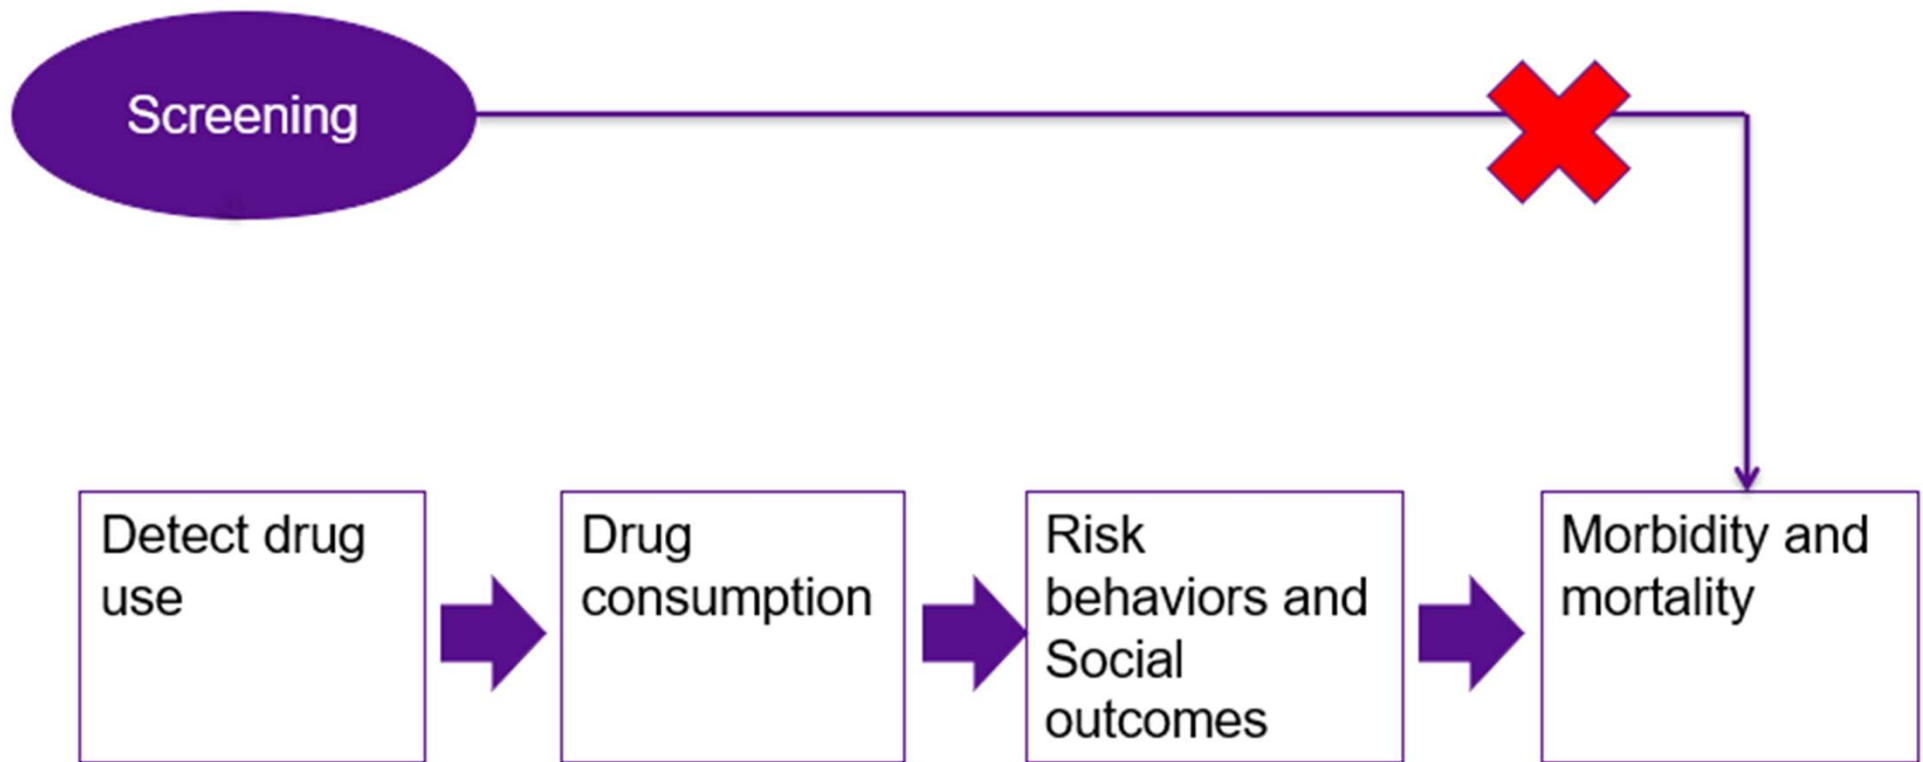 Screening
Detect drug
use
Drug
consumption
Risk
behaviors and
Social
outcomes
Morbidity and
mortality